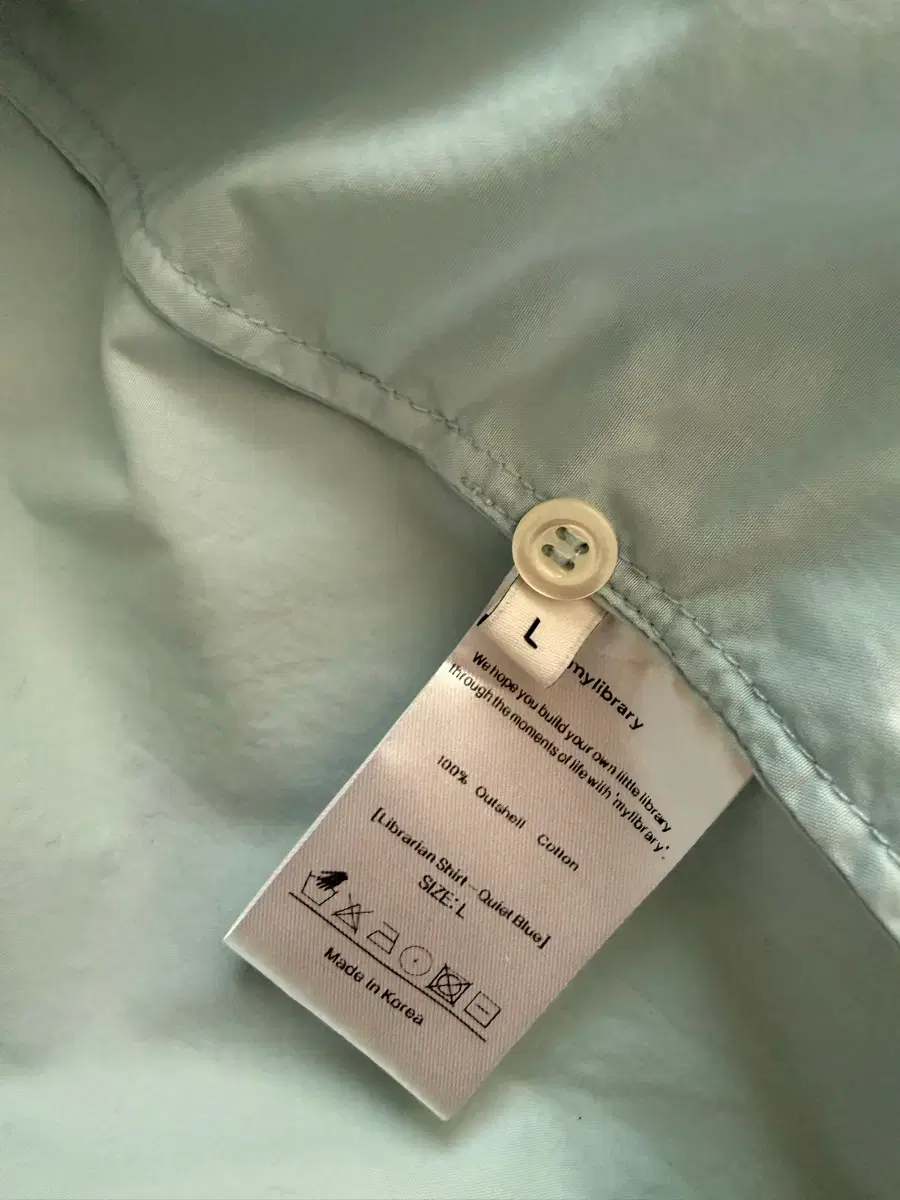 L
mylibrary
We hope you build your own little library
through the moments of life with 'mylibrary'.
100% Outshell Cotton
[Librarian Shirt – Quiet Blue]
SIZE: L
Made in Korea